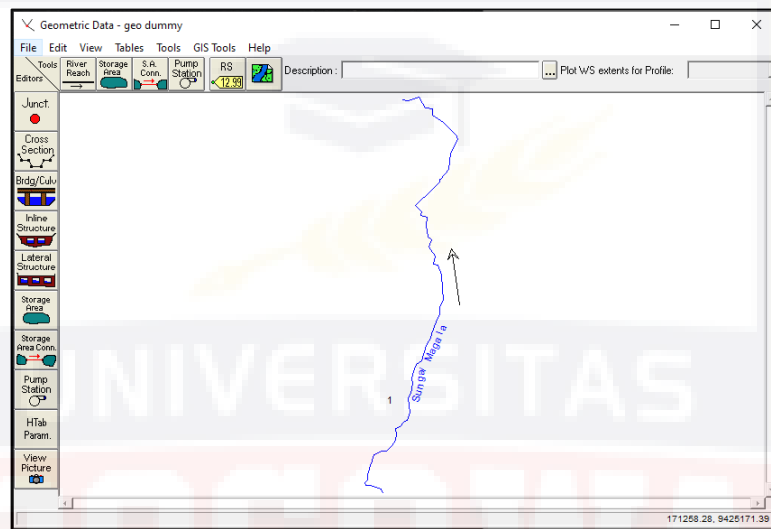 Geometric Data - geo dummy
File Edit View Tables Tools GIS Tools Help
Tools
Editors
River Reach
Storage Area
S.A. Conn.
Pump Station
RS
12.99
Description :
...
Plot WS extents for Profile:
Junct.
Cross Section
Brdg/Culv
Inline Structure
Lateral Structure
Storage Area
Storage Area Conn.
Pump Station
HTab Param.
View Picture
Sungai Magala
1
UNIVERSITAS
171258.28, 9425171.39